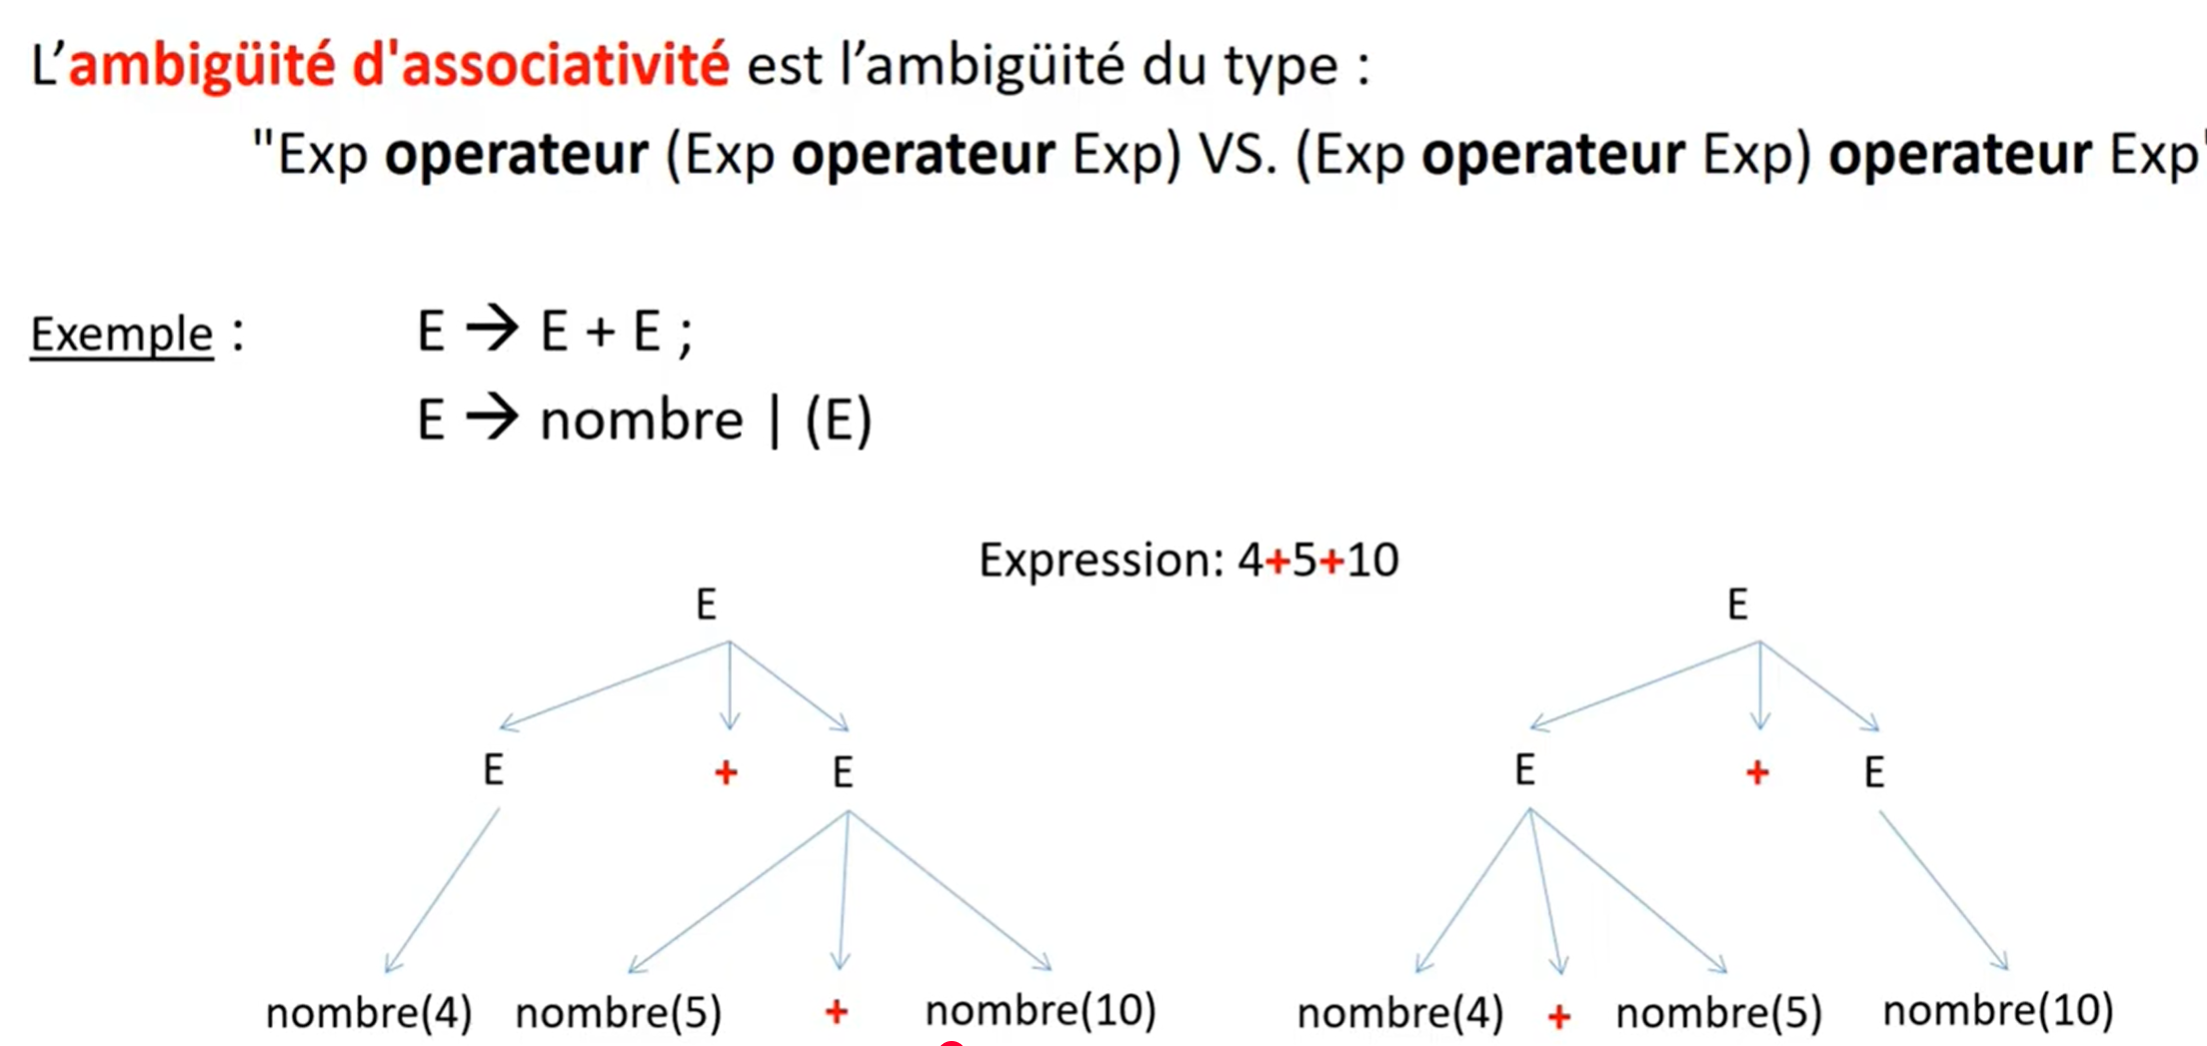 L’ambigüité d'associativité est l’ambigüité du type :
"Exp operateur (Exp operateur Exp) VS. (Exp operateur Exp) operateur Exp"
Exemple : E → E + E ;
E → nombre | (E)
Expression: 4+5+10
E E
E + E E + E
nombre(4) nombre(5) + nombre(10) nombre(4) + nombre(5) nombre(10)